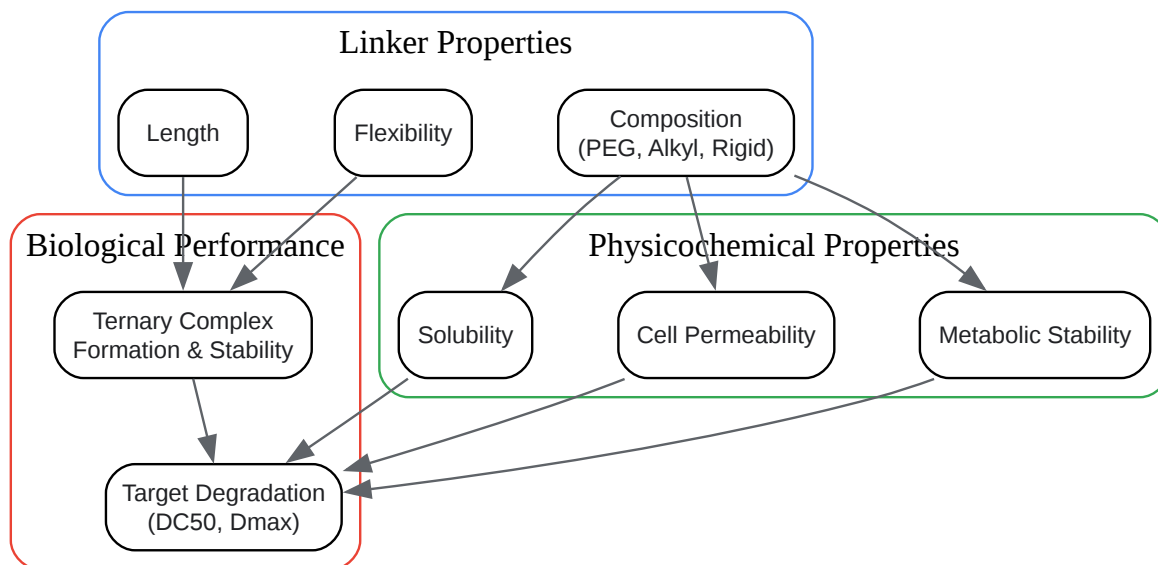 Linker Properties
Length
Flexibility
Composition
(PEG, Alkyl, Rigid)
Biological Performance
Physicochemical Properties
Ternary Complex
Formation & Stability
Solubility
Cell Permeability
Metabolic Stability
Target Degradation
(DC50, Dmax)